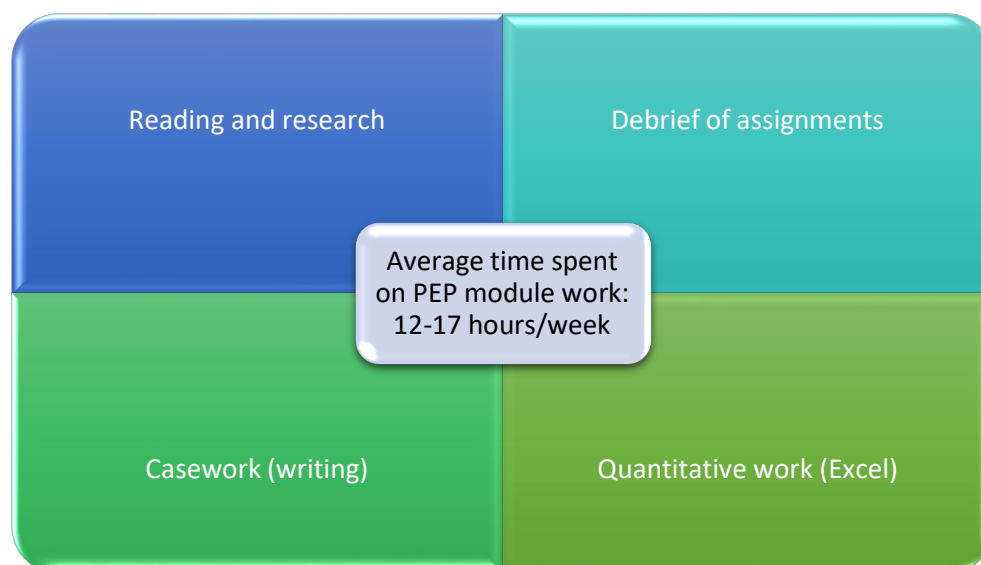 Reading and research
Debrief of assignments
Average time spent
on PEP module work:
12-17 hours/week
Casework (writing)
Quantitative work (Excel)